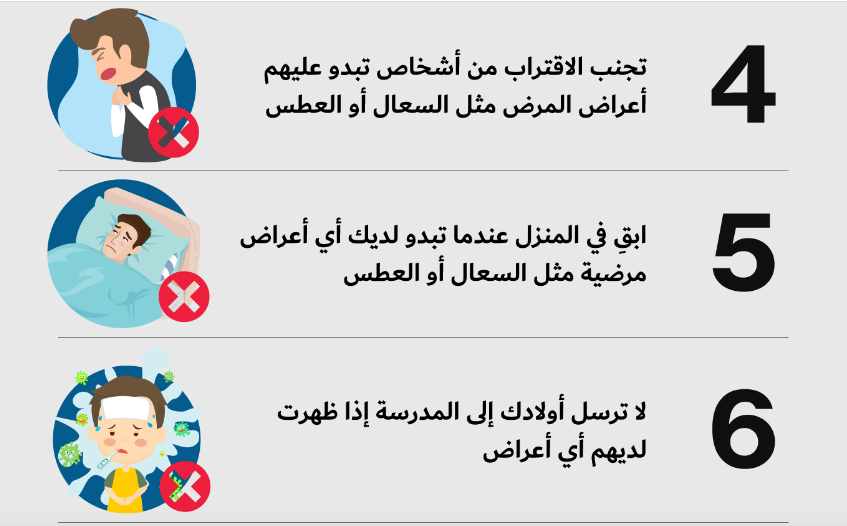 4
تجنب الاقتراب من أشخاص تبدو عليهم
أعراض المرض مثل السعال أو العطس
5
ابقِ في المنزل عندما تبدو لديك أي أعراض
مرضية مثل السعال أو العطس
6
لا ترسل أولادك إلى المدرسة إذا ظهرت
لديهم أي أعراض